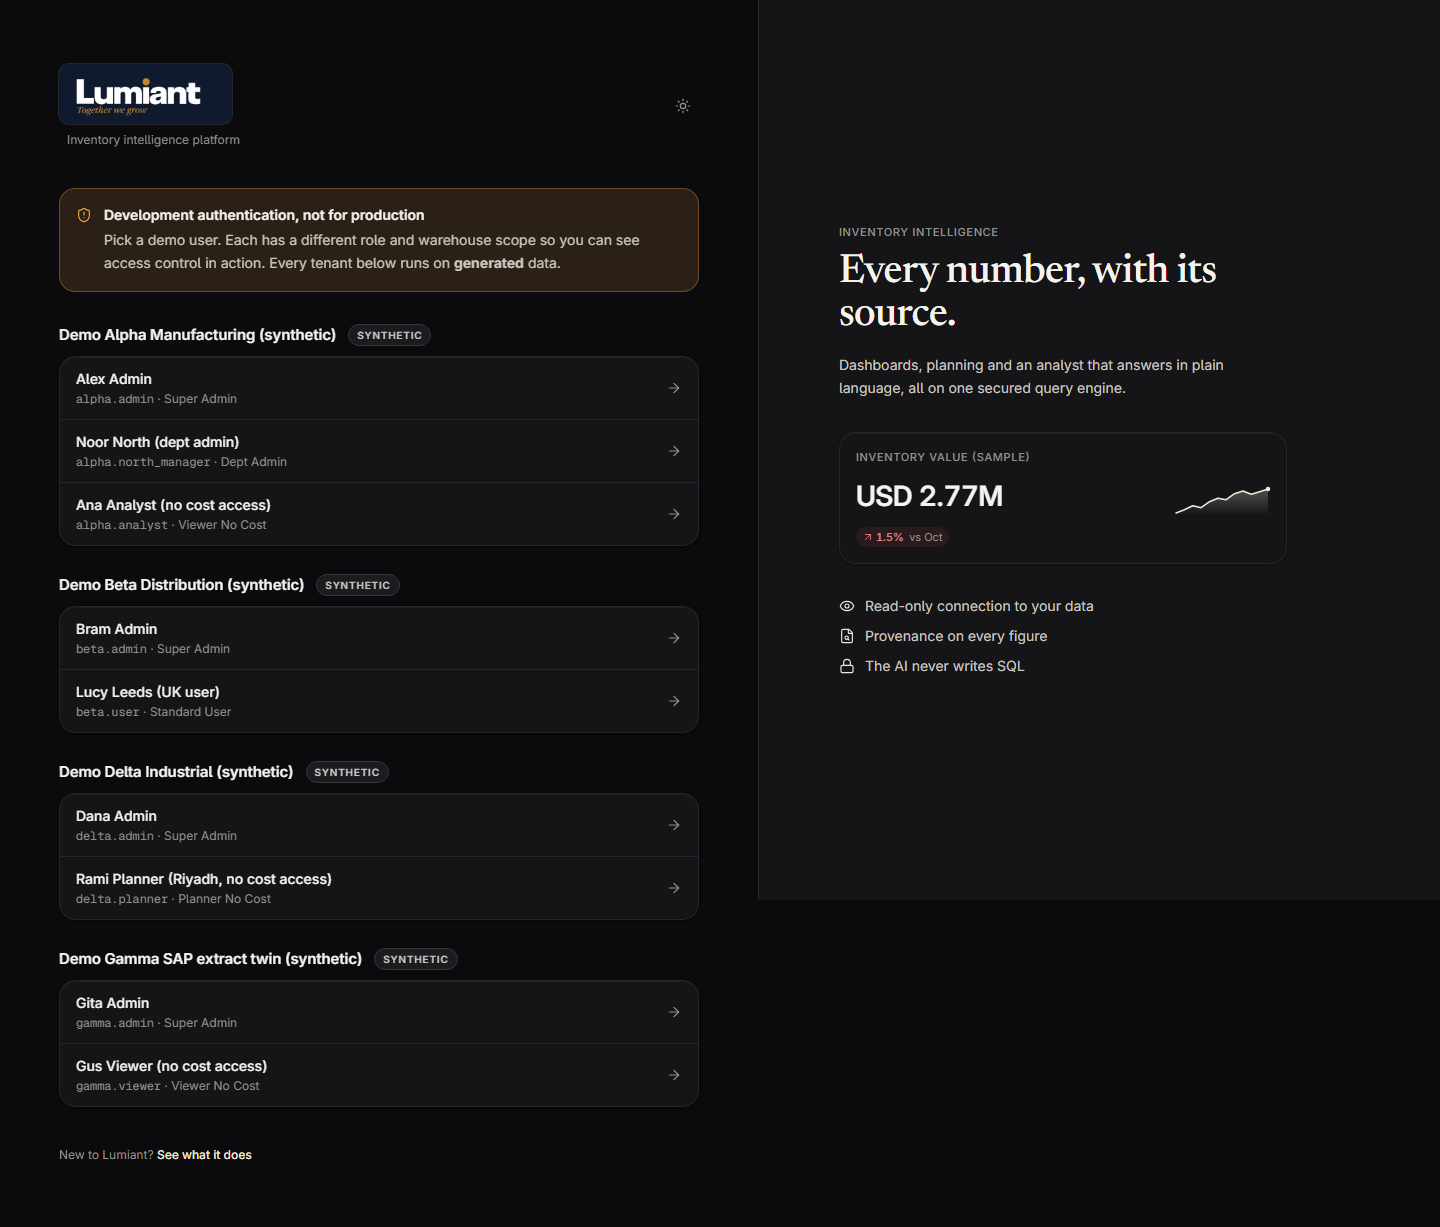 Lumiant
Together we grow
Inventory intelligence platform
Development authentication, not for production
Pick a demo user. Each has a different role and warehouse scope so you can see
access control in action. Every tenant below runs on generated data.
Demo Alpha Manufacturing (synthetic) SYNTHETIC
Alex Admin
alpha.admin · Super Admin
Noor North (dept admin)
alpha.north_manager · Dept Admin
Ana Analyst (no cost access)
alpha.analyst · Viewer No Cost
Demo Beta Distribution (synthetic) SYNTHETIC
Bram Admin
beta.admin · Super Admin
Lucy Leeds (UK user)
beta.user · Standard User
Demo Delta Industrial (synthetic) SYNTHETIC
Dana Admin
delta.admin · Super Admin
Rami Planner (Riyadh, no cost access)
delta.planner · Planner No Cost
Demo Gamma SAP extract twin (synthetic) SYNTHETIC
Gita Admin
gamma.admin · Super Admin
Gus Viewer (no cost access)
gamma.viewer · Viewer No Cost
New to Lumiant? See what it does
INVENTORY INTELLIGENCE
Every number, with its
source.
Dashboards, planning and an analyst that answers in plain
language, all on one secured query engine.
INVENTORY VALUE (SAMPLE)
USD 2.77M
1.5% vs Oct
Read-only connection to your data
Provenance on every figure
The AI never writes SQL